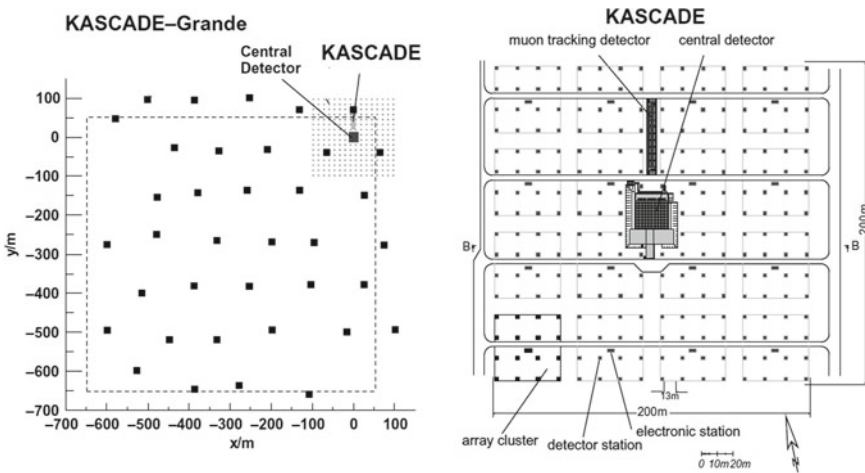 KASCADE–Grande
Central
Detector
KASCADE
100
0
–100
–200
–300
–400
–500
–600
–700
y/m
–700 –600 –500 –400 –300 –200 –100 0 100
x/m
KASCADE
muon tracking detector
central detector
B
B
200m
13m
200m
array cluster
detector station
electronic station
0 10m20m
N